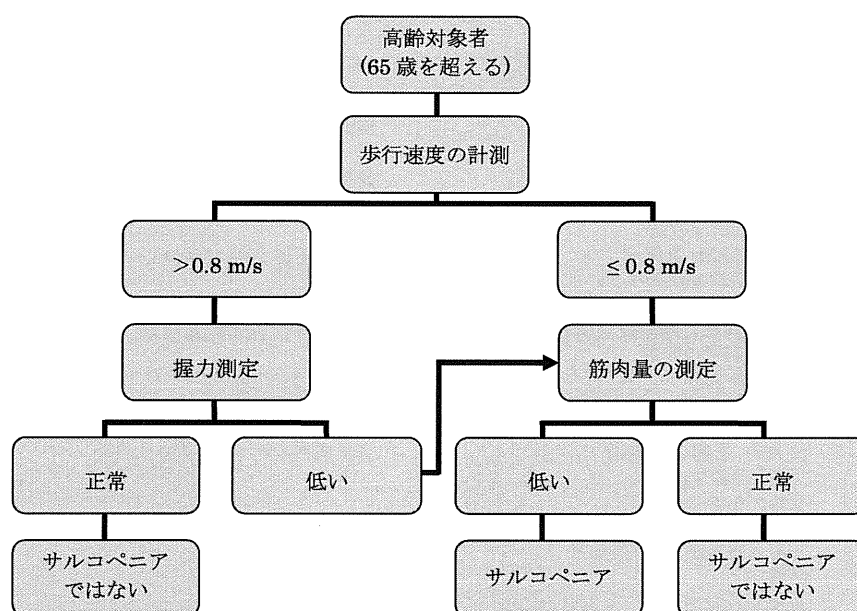 高齢対象者
(65 歳を超える)
歩行速度の計測
>0.8 m/s
≤ 0.8 m/s
握力測定
筋肉量の測定
正常
低い
低い
正常
サルコペニア
ではない
サルコペニア
サルコペニア
ではない